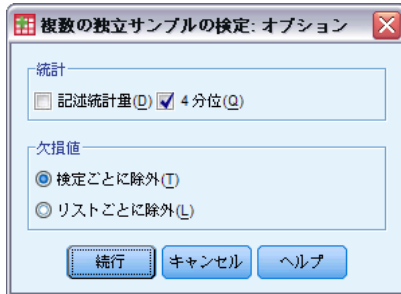 複数の独立サンプルの検定: オプション
統計
記述統計量(D) 4分位(Q)
欠損値
検定ごとに除外(T)
リストごとに除外(L)
続行 キャンセル ヘルプ